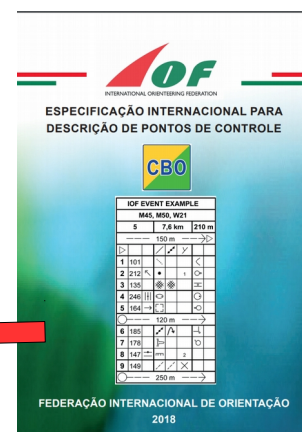 IOF
INTERNATIONAL ORIENTEERING FEDERATION
ESPECIFICAÇÃO INTERNACIONAL PARA
DESCRIÇÃO DE PONTOS DE CONTROLE
CBO
IOF EVENT EXAMPLE
M45, M50, W21
5 7,6 km 210 m
150 m
1 101
2 212 1
3 135
4 246
5 164
120 m
6 185
7 178
8 147 2
9 149
250 m
FEDERAÇÃO INTERNACIONAL DE ORIENTAÇÃO
2018